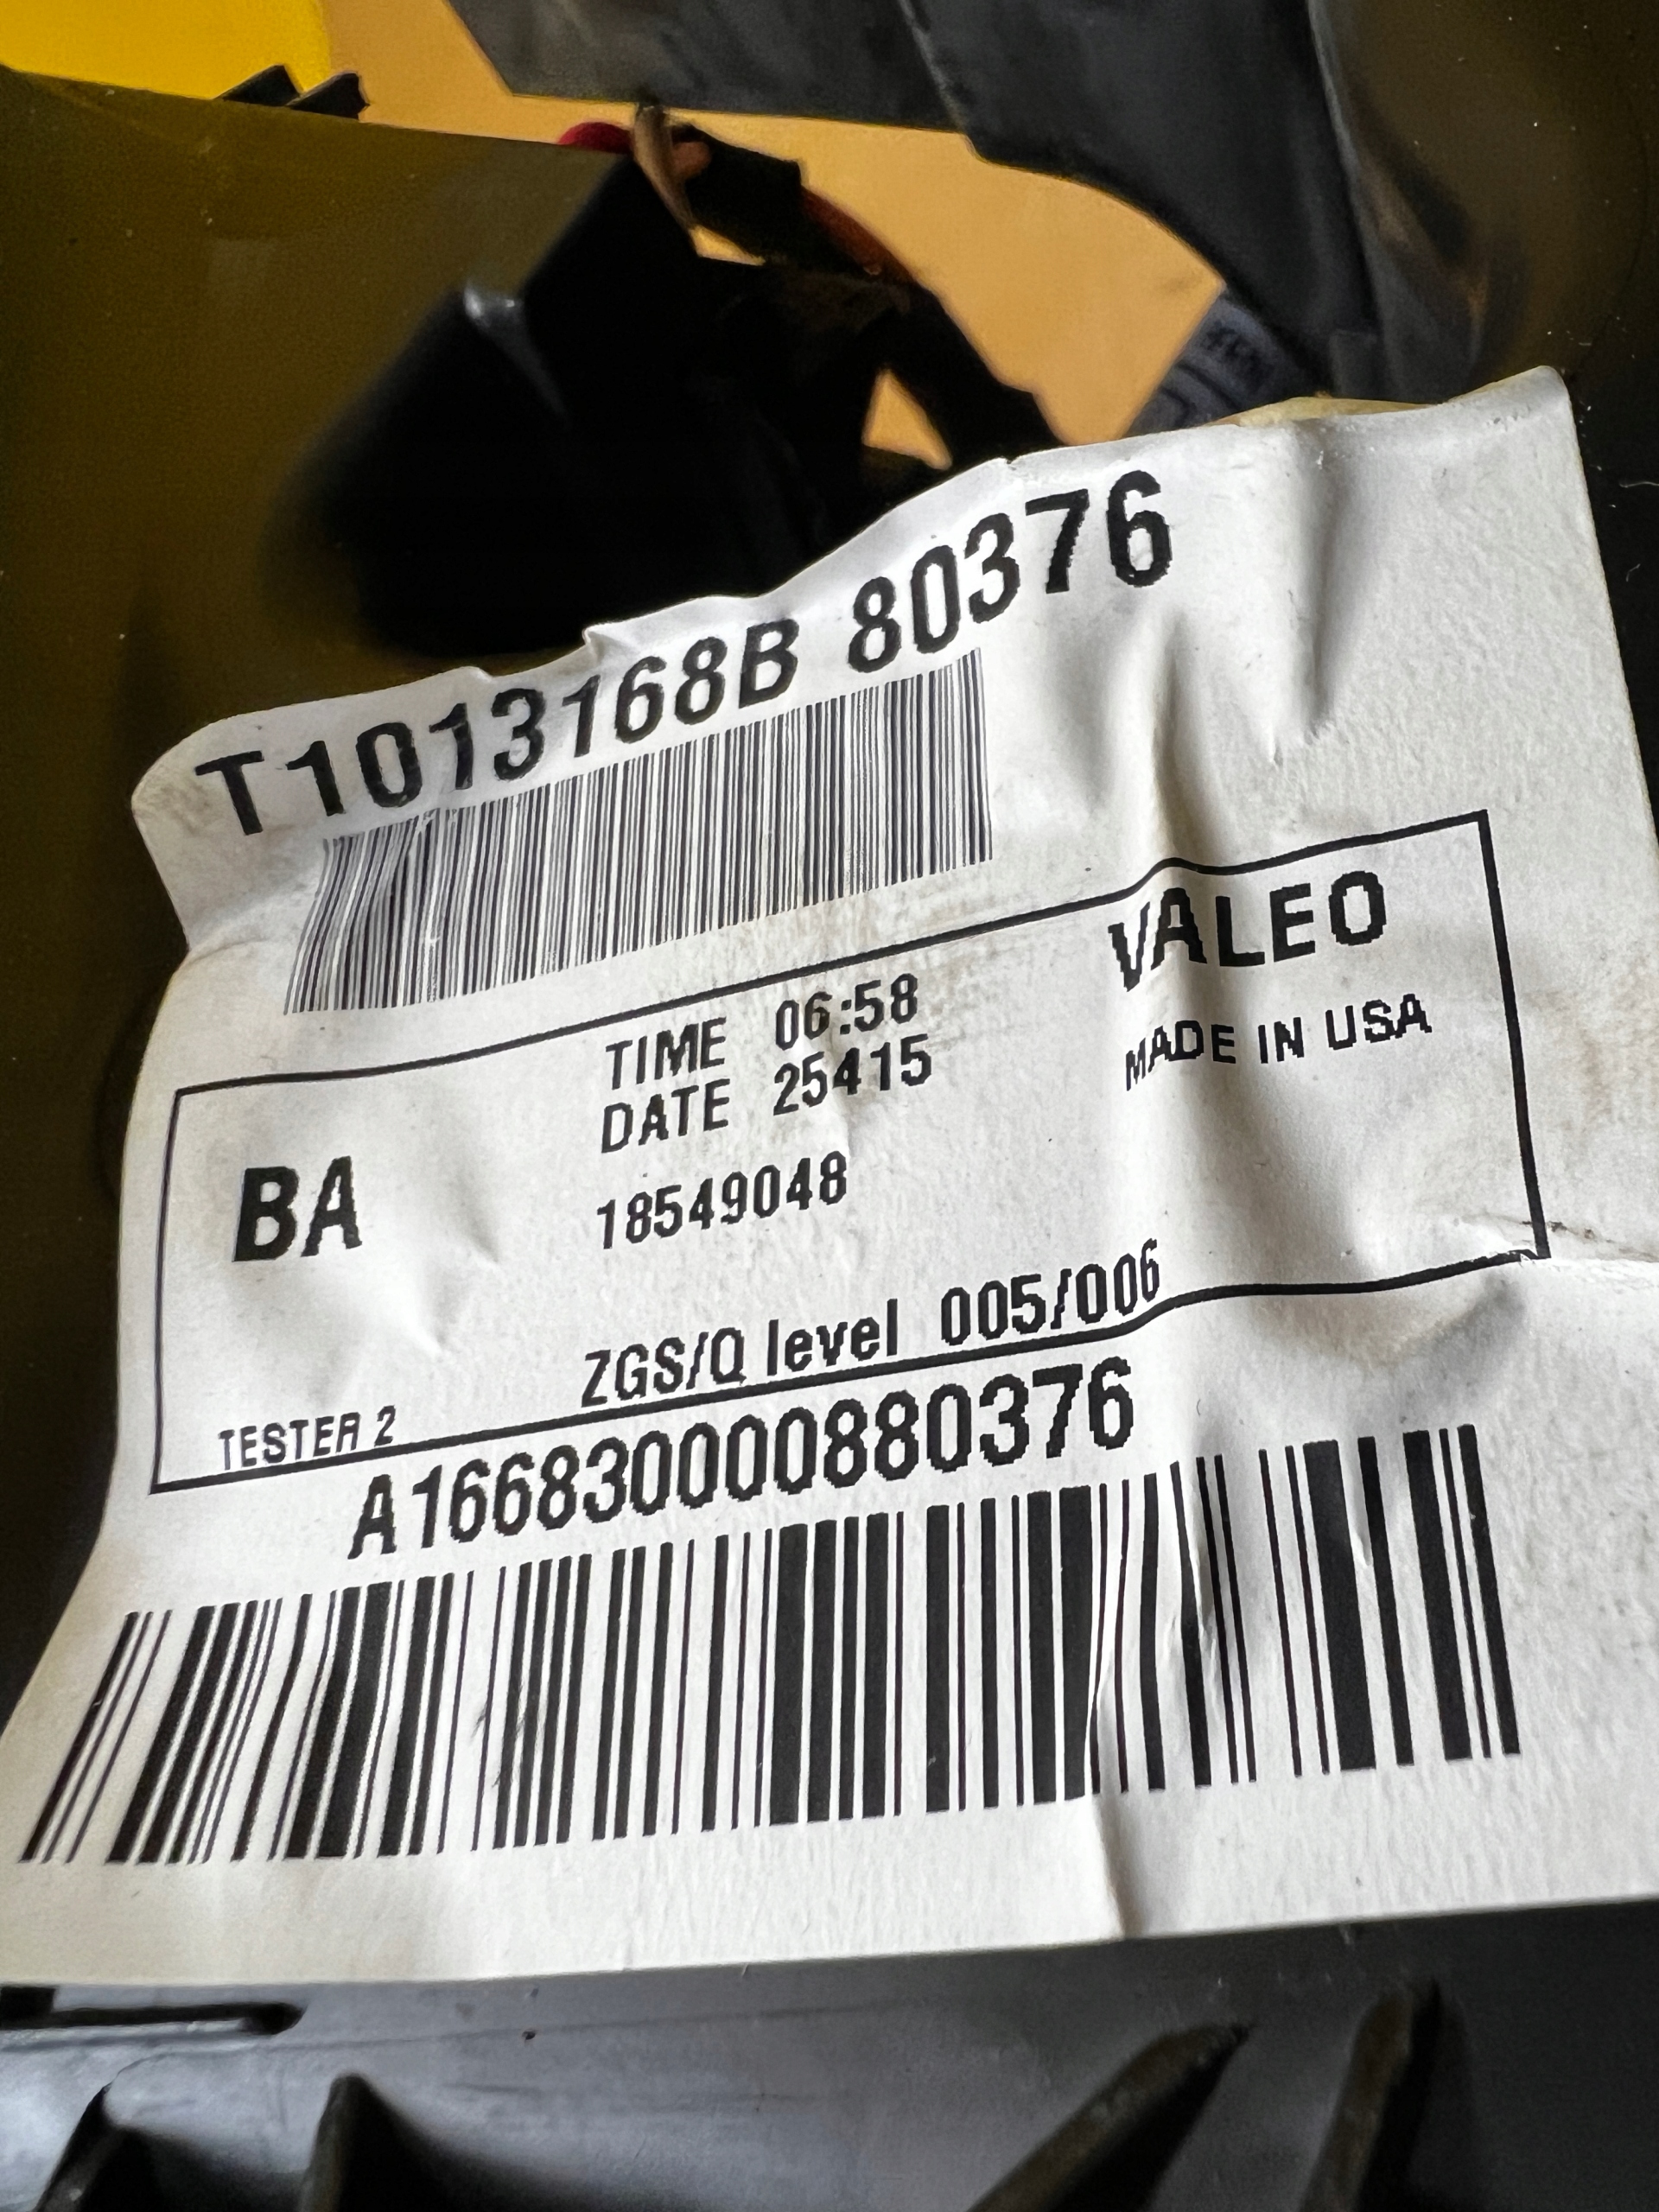 T1013168B 80376
VALEO
MADE IN USA
TIME 06:58
DATE 25415
BA
18549048
ZGS/Q level 005/006
TESTER 2
A166830000880376